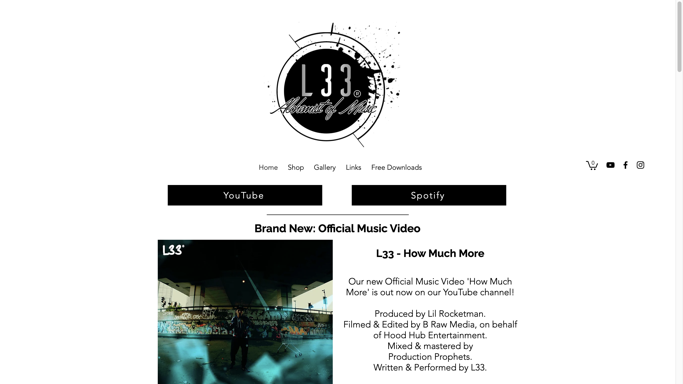 L33®
Alchemist of Music
0
Home Shop Gallery Links Free Downloads
YouTube Spotify
Brand New: Official Music Video
L33
L33 - How Much More
Our new Official Music Video 'How Much
More' is out now on our YouTube channel!
Produced by Lil Rocketman.
Filmed & Edited by B Raw Media, on behalf
of Hood Hub Entertainment.
Mixed & mastered by
Production Prophets.
Written & Performed by L33.